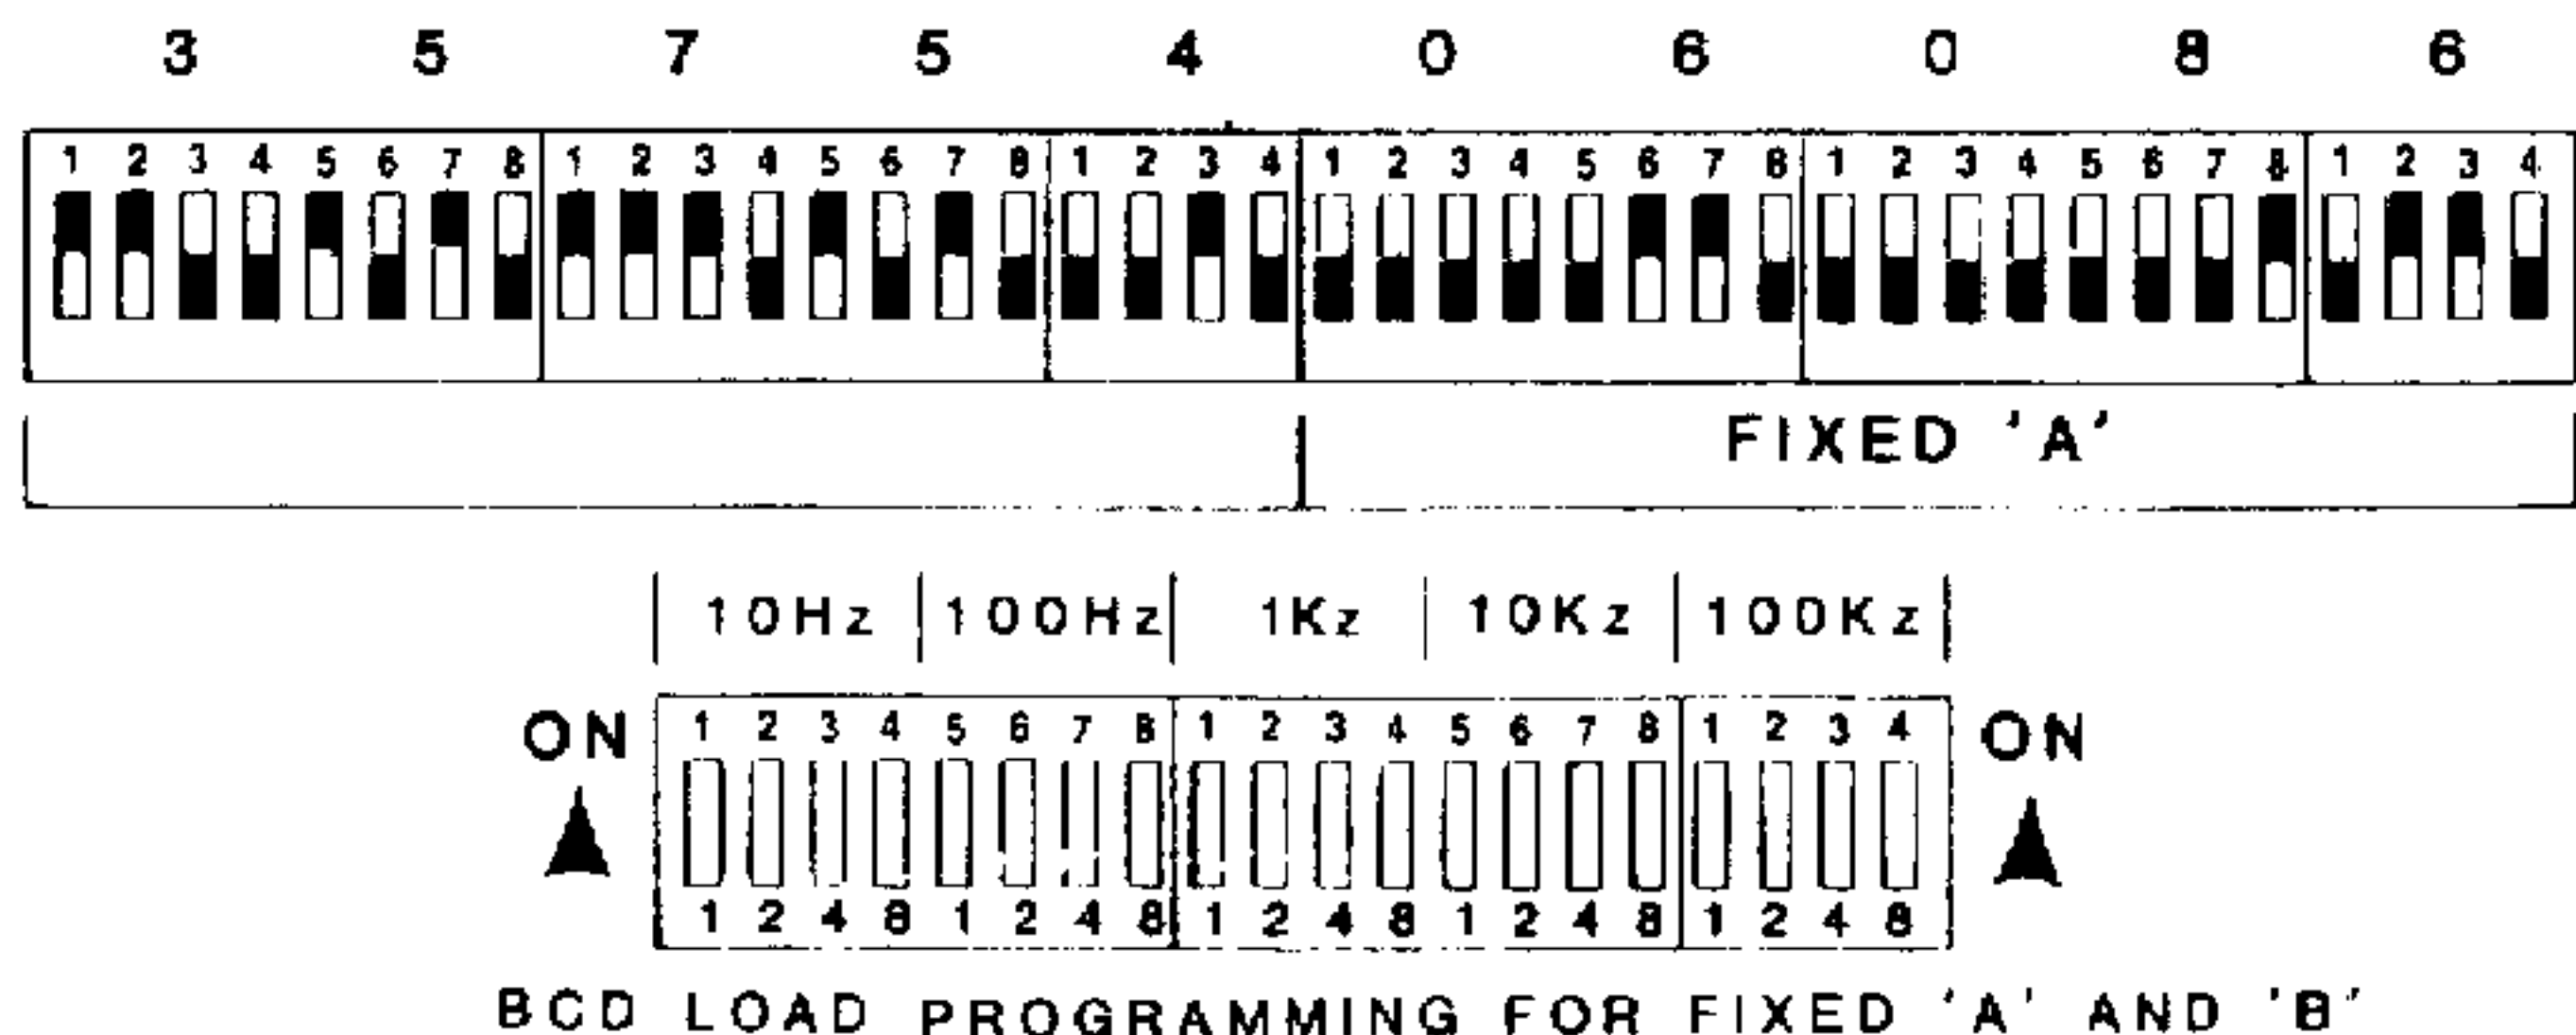 3 5 7 5 4 0 6 0 8 6
1 2 3 4 5 6 7 8 1 2 3 4 5 6 7 8 1 2 3 4 1 2 3 4 5 6 7 8 1 2 3 4 5 6 7 8 1 2 3 4
FIXED 'A'
10Hz 100Hz 1Kz 10Kz 100Kz
ON 1 2 3 4 5 6 7 8 1 2 3 4 5 6 7 8 1 2 3 4 ON
1 2 4 8 1 2 4 8 1 2 4 8 1 2 4 8 1 2 4 8
BCD LOAD PROGRAMMING FOR FIXED 'A' AND 'B'